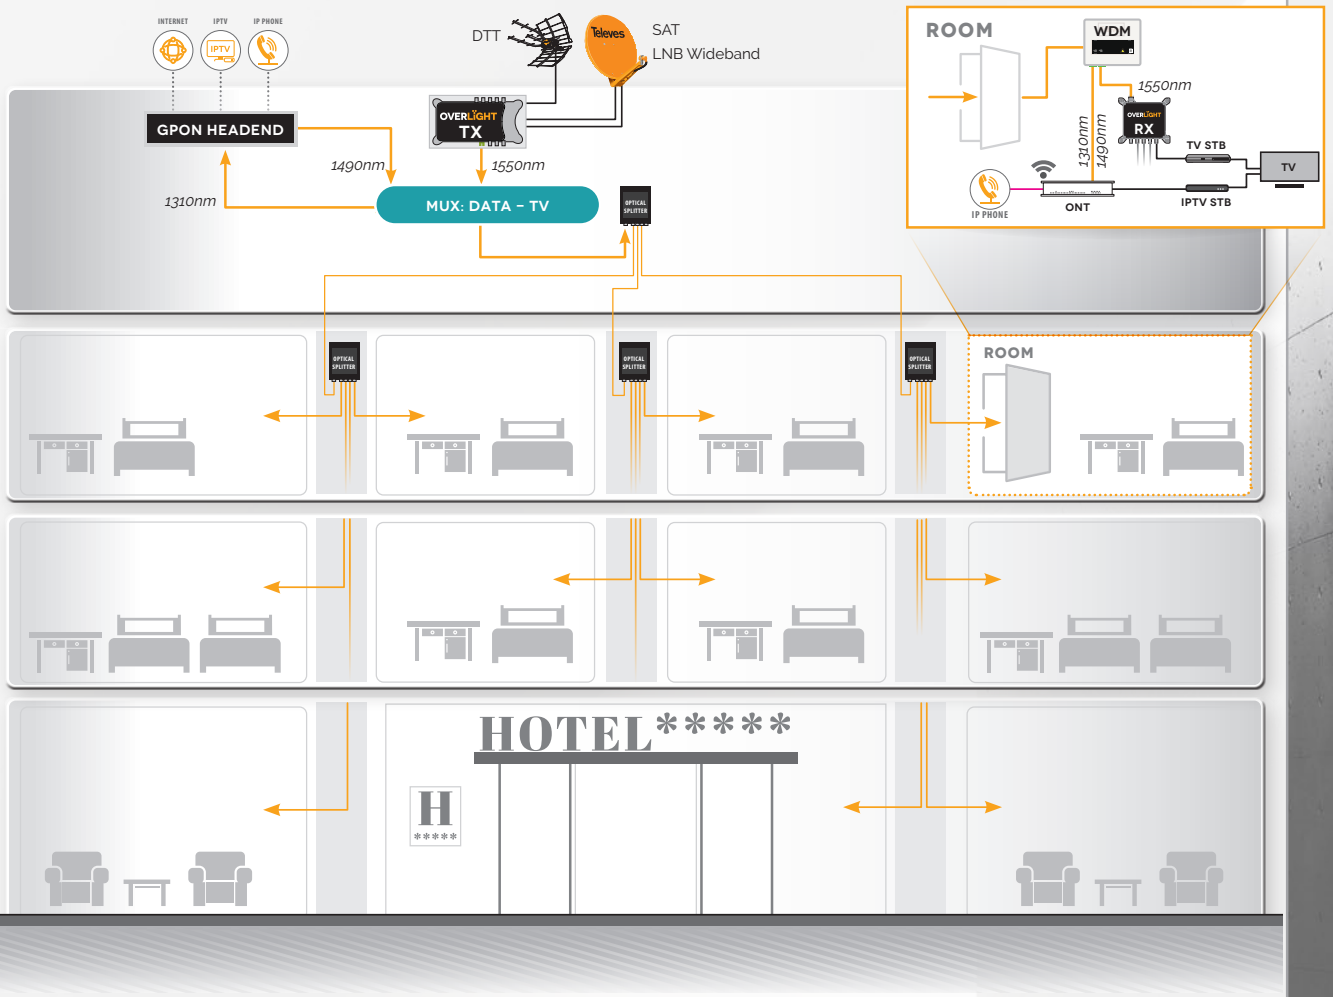 INTERNET
IPTV
IP PHONE
IPTV
DTT
Televes
SAT
LNB Wideband
GPON HEADEND
OVERLIGHT
TX
1490nm
1550nm
1310nm
MUX: DATA – TV
OPTICAL
SPLITTER
ROOM
WDM
1550nm
OVERLIGHT
RX
1310nm
1490nm
TV STB
TV
IPTV STB
ONT
IP PHONE
OPTICAL
SPLITTER
OPTICAL
SPLITTER
OPTICAL
SPLITTER
ROOM
HOTEL*****
H
*****